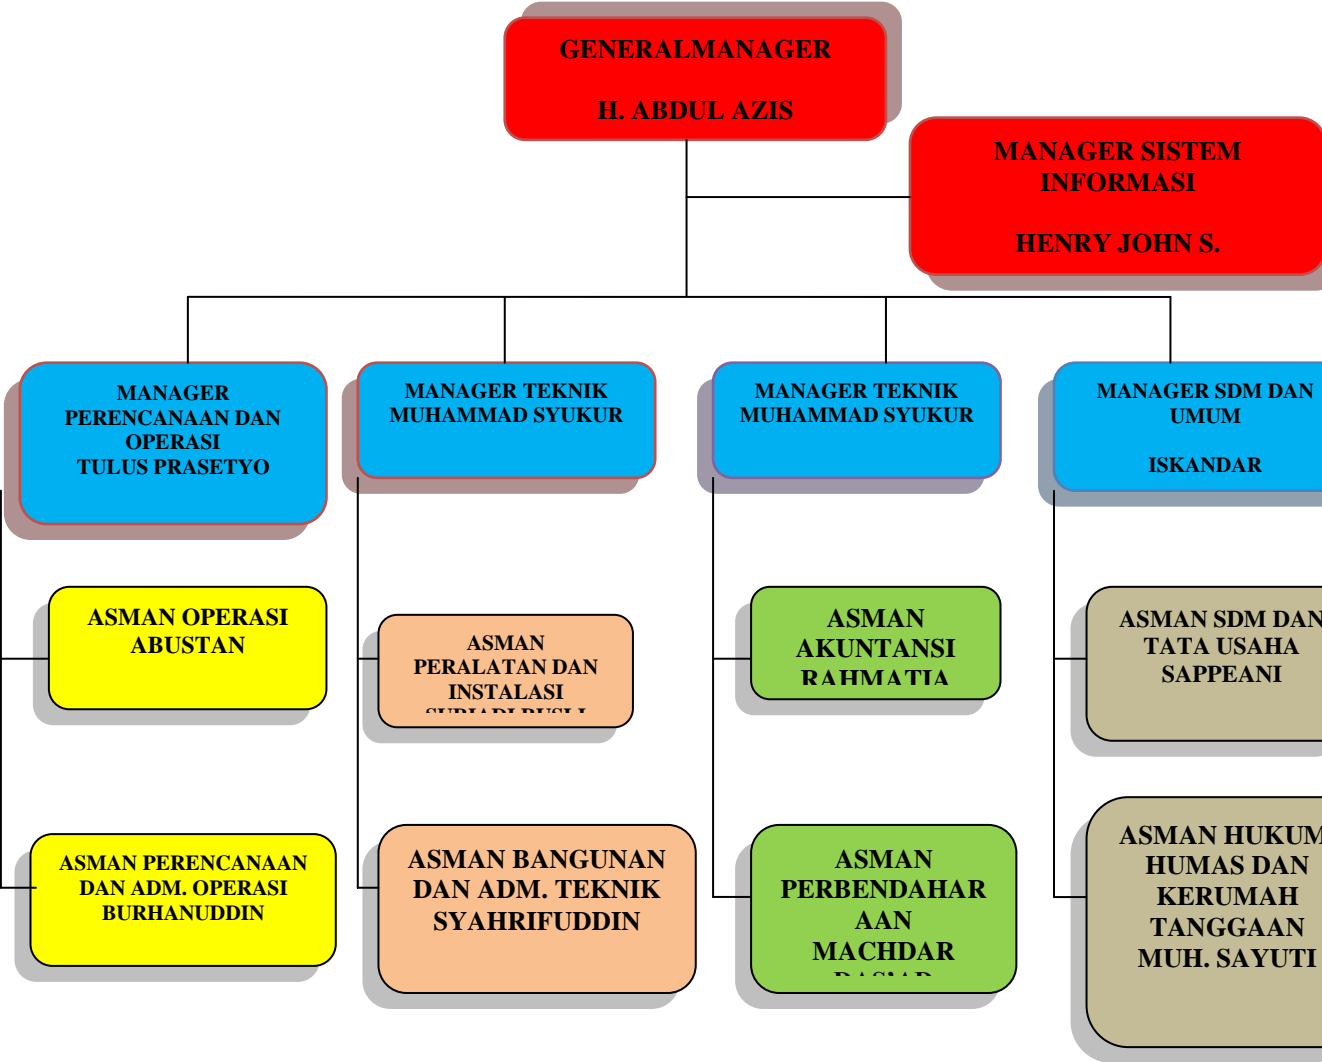 GENERALMANAGER
H. ABDUL AZIS
MANAGER SISTEM
INFORMASI
HENRY JOHN S.
MANAGER
PERENCANAAN DAN
OPERASI
TULUS PRASETYO
MANAGER TEKNIK
MUHAMMAD SYUKUR
MANAGER TEKNIK
MUHAMMAD SYUKUR
MANAGER SDM DAN
UMUM
ISKANDAR
ASMAN OPERASI
ABUSTAN
ASMAN
PERALATAN DAN
INSTALASI
ASMAN
AKUNTANSI
RAHMATIA
ASMAN SDM DAN
TATA USAHA
SAPPEANI
ASMAN PERENCANAAN
DAN ADM. OPERASI
BURHANUDDIN
ASMAN BANGUNAN
DAN ADM. TEKNIK
SYAHRIFUDDIN
ASMAN
PERBENDAHAR
AAN
MACHDAR
ASMAN HUKUM
HUMAS DAN
KERUMAH
TANGGAAN
MUH. SAYUTI